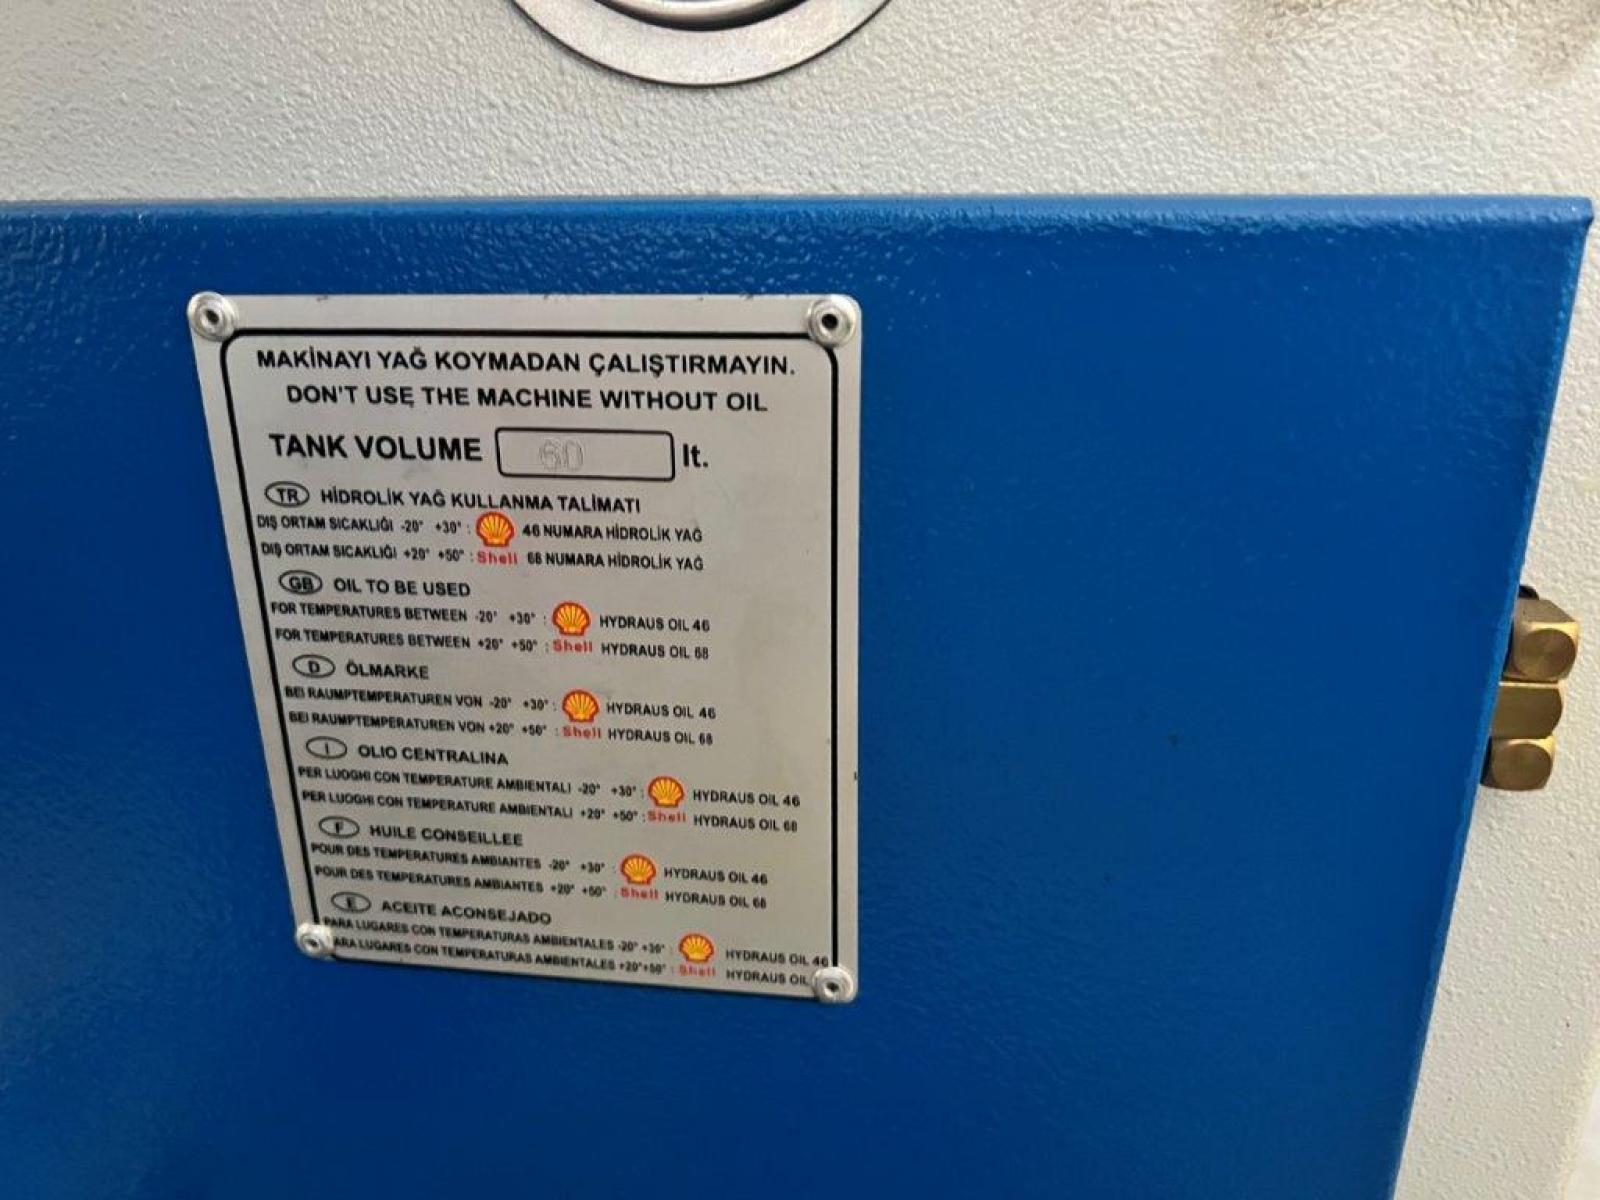 MAKİNAYI YAĞ KOYMADAN ÇALIŞTIRMAYIN.
DON'T USE THE MACHINE WITHOUT OIL
TANK VOLUME 60 lt.
TR HİDROLİK YAĞ KULLANMA TALİMATI
DIŞ ORTAM SICAKLIĞI -20° +30° : 46 NUMARA HİDROLİK YAĞ
DIŞ ORTAM SICAKLIĞI +20° +50° : Shell 68 NUMARA HİDROLİK YAĞ
GB OIL TO BE USED
FOR TEMPERATURES BETWEEN -20° +30° : HYDRAUS OIL 46
FOR TEMPERATURES BETWEEN +20° +50° : Shell HYDRAUS OIL 68
D ÖLMARKE
BEI RAUMPTEMPERATUREN VON -20° +30° : HYDRAUS OIL 46
BEI RAUMPTEMPERATUREN VON +20° +50° : Shell HYDRAUS OIL 68
I OLIO CENTRALINA
PER LUOGHI CON TEMPERATURE AMBIENTALI -20° +30° : HYDRAUS OIL 46
PER LUOGHI CON TEMPERATURE AMBIENTALI +20° +50° : Shell HYDRAUS OIL 68
F HUILE CONSEILLEE
POUR DES TEMPERATURES AMBIANTES -20° +30° : HYDRAUS OIL 46
POUR DES TEMPERATURES AMBIANTES +20° +50° : Shell HYDRAUS OIL 68
E ACEITE ACONSEJADO
PARA LUGARES CON TEMPERATURAS AMBIENTALES -20° +30° : HYDRAUS OIL 46
ARA LUGARES CON TEMPERATURAS AMBIENTALES +20° +50° : Shell HYDRAUS OIL